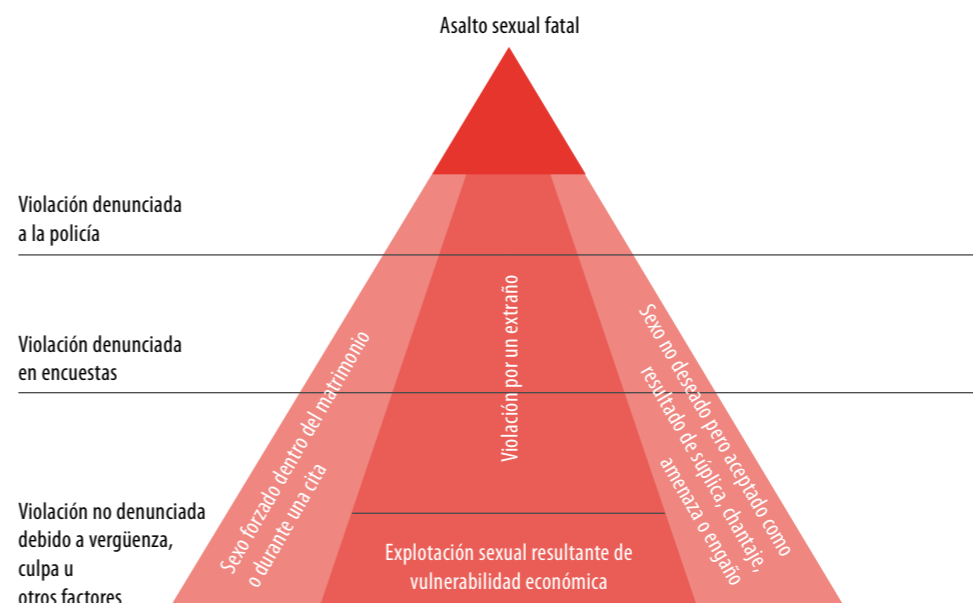 Asalto sexual fatal
Violación denunciada
a la policía
Violación denunciada
en encuestas
Violación no denunciada
debido a vergüenza,
culpa u
otros factores
Sexo forzado dentro del matrimonio
o durante una cita
Violación por un extraño
Sexo no deseado pero aceptado como
resultado de súplica, chantaje,
amenaza o engaño
Explotación sexual resultante de
vulnerabilidad económica